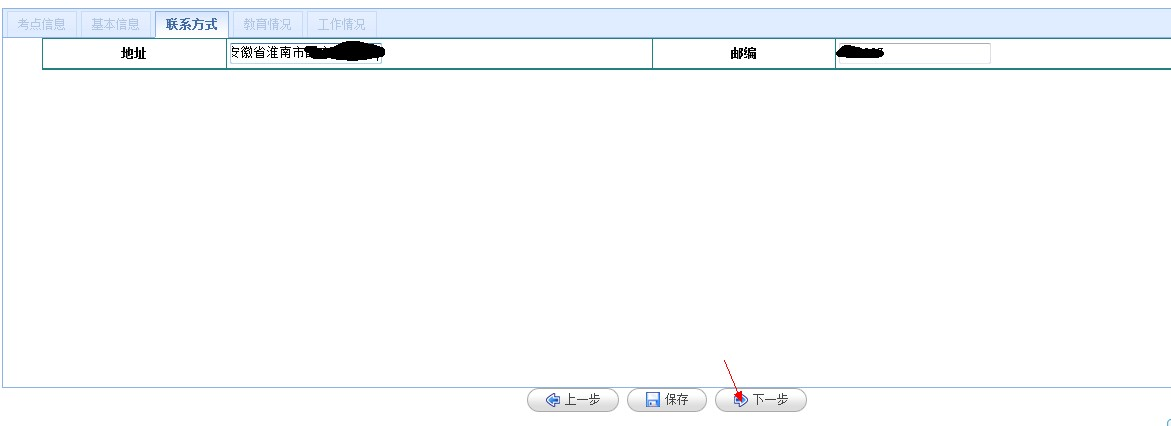 考点信息 基本信息 联系方式 教育情况 工作情况
地址 安徽省淮南市 邮编
上一步 保存 下一步